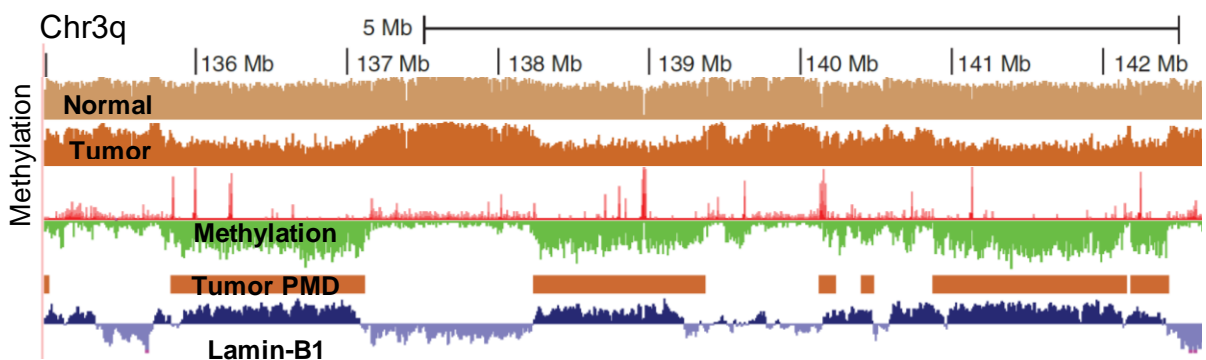 Chr3q
5 Mb
136 Mb 137 Mb 138 Mb 139 Mb 140 Mb 141 Mb 142 Mb
Methylation
Normal
Tumor
Methylation
Tumor PMD
Lamin-B1